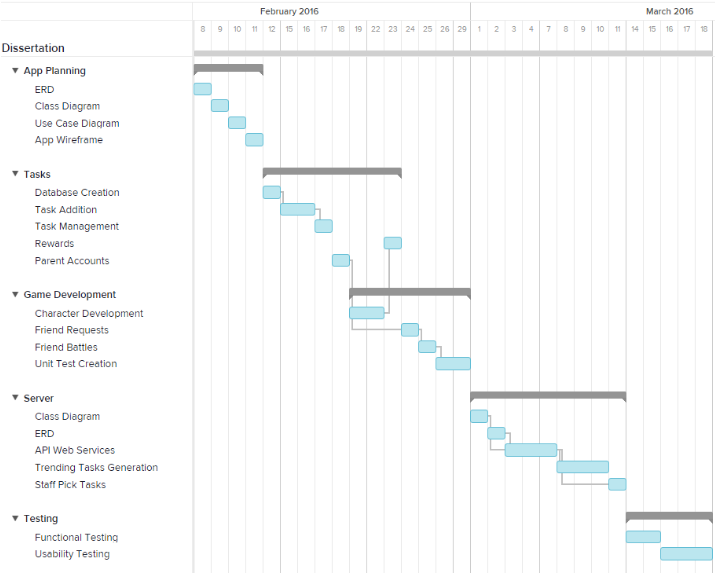 February 2016 March 2016
8 9 10 11 12 15 16 17 18 19 22 23 24 25 26 29 1 2 3 4 7 8 9 10 11 14 15 16 17 18
Dissertation
App Planning
ERD
Class Diagram
Use Case Diagram
App Wireframe
Tasks
Database Creation
Task Addition
Task Management
Rewards
Parent Accounts
Game Development
Character Development
Friend Requests
Friend Battles
Unit Test Creation
Server
Class Diagram
ERD
API Web Services
Trending Tasks Generation
Staff Pick Tasks
Testing
Functional Testing
Usability Testing